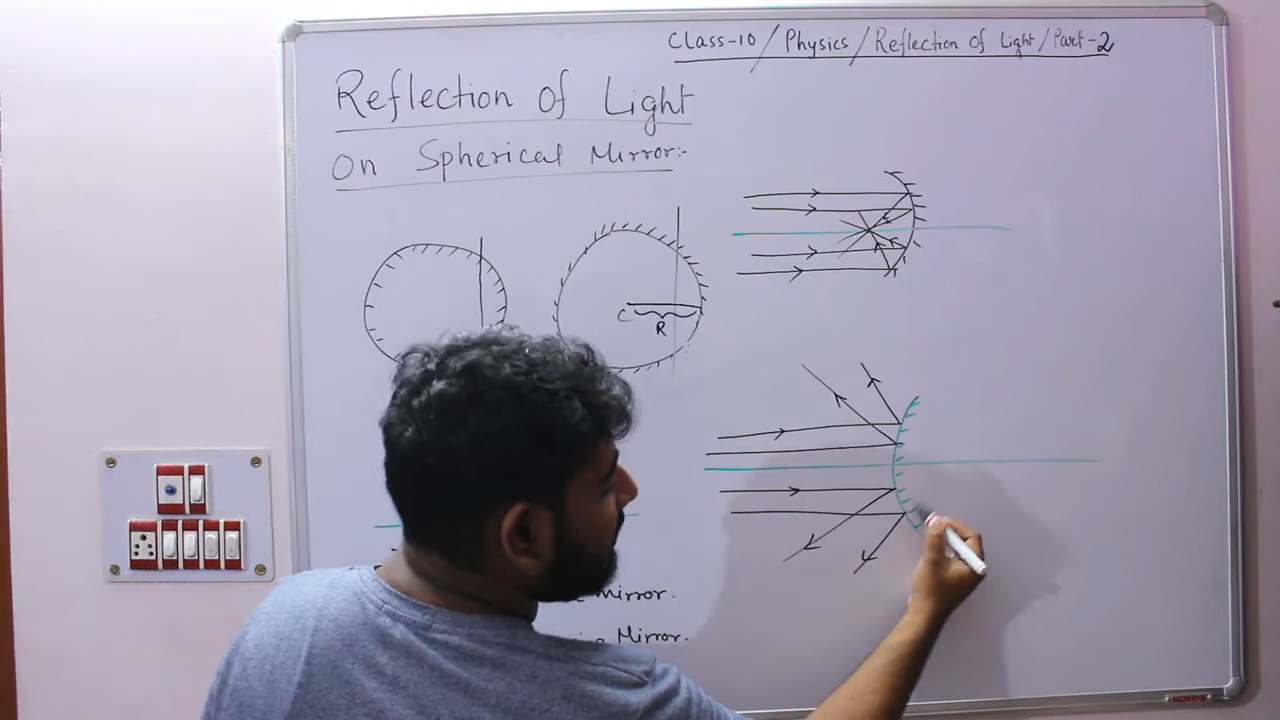 Class-10 / Physics / Reflection of Light / Part-2
Reflection of Light
On Spherical Mirror:-
C
R
mirror.
Mirror.